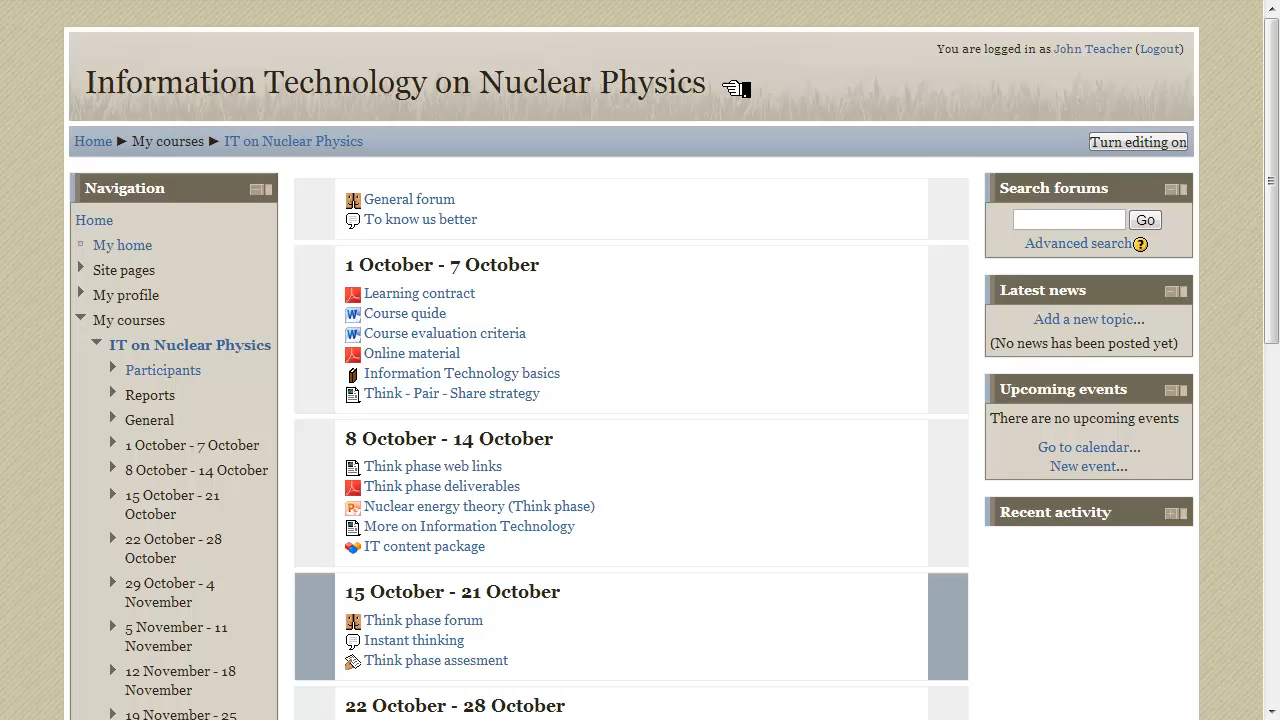 You are logged in as John Teacher (Logout)
Information Technology on Nuclear Physics
Home ► My courses ► IT on Nuclear Physics
Turn editing on
Navigation
Home
My home
Site pages
My profile
My courses
IT on Nuclear Physics
Participants
Reports
General
1 October - 7 October
8 October - 14 October
15 October - 21
October
22 October - 28
October
29 October - 4
November
5 November - 11
November
12 November - 18
November
19 November - 25
General forum
To know us better
1 October - 7 October
Learning contract
Course quide
Course evaluation criteria
Online material
Information Technology basics
Think - Pair - Share strategy
8 October - 14 October
Think phase web links
Think phase deliverables
Nuclear energy theory (Think phase)
More on Information Technology
IT content package
15 October - 21 October
Think phase forum
Instant thinking
Think phase assesment
22 October - 28 October
Search forums
Go
Advanced search ?
Latest news
Add a new topic...
(No news has been posted yet)
Upcoming events
There are no upcoming events
Go to calendar...
New event...
Recent activity